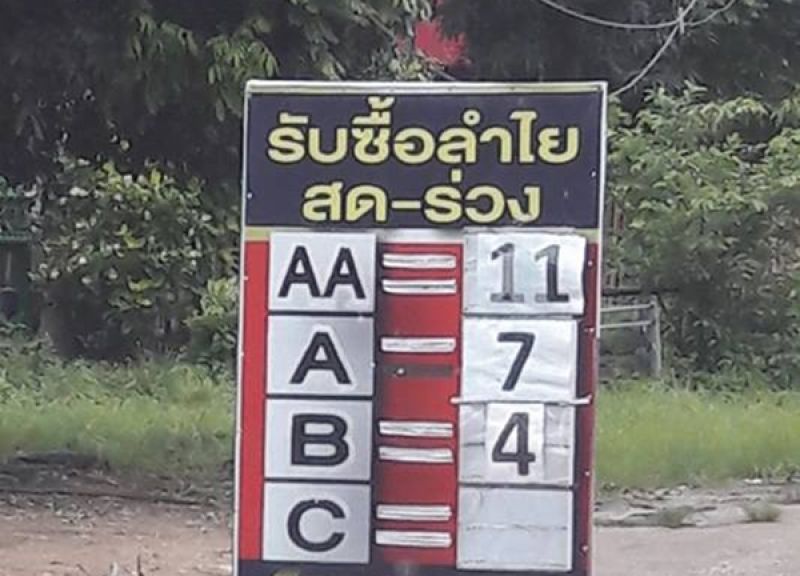 รับซื้อลำไย
สด-ร่วง
AA = 11
A = 7
B = 4
C =